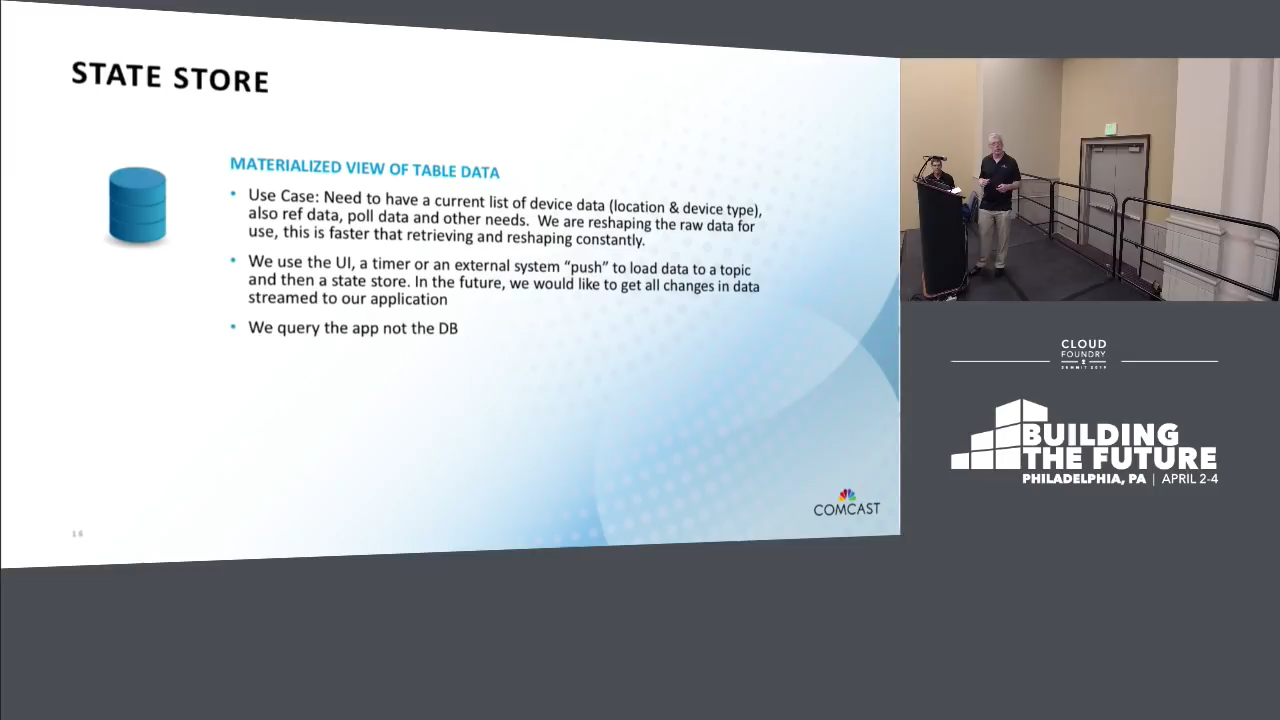 STATE STORE
MATERIALIZED VIEW OF TABLE DATA
• Use Case: Need to have a current list of device data (location & device type),
also ref data, poll data and other needs. We are reshaping the raw data for
use, this is faster that retrieving and reshaping constantly.
• We use the UI, a timer or an external system “push” to load data to a topic
and then a state store. In the future, we would like to get all changes in data
streamed to our application
• We query the app not the DB
COMCAST
16
CLOUD
FOUNDRY
SUMMIT 2019
BUILDING
THE FUTURE
PHILADELPHIA, PA | APRIL 2-4